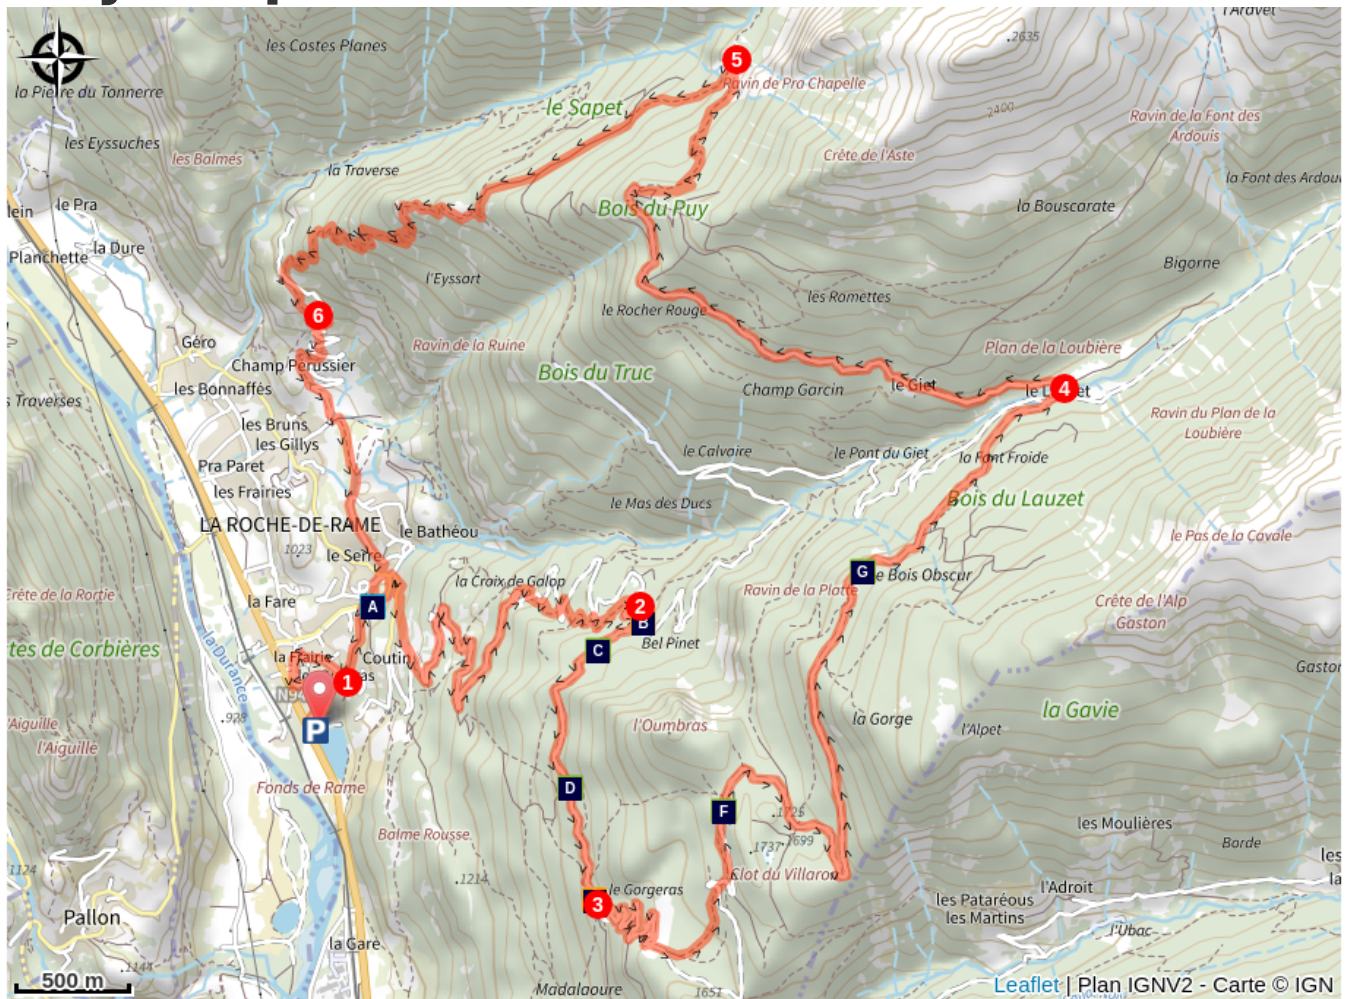 l'Aravet
les Costes Planes
.2635
5
Ravin de Pra Chapelle
la Pierre du Tonnerre
le Sapet
2400
Ravin de la Font des
Ardouis
les Eyssuches
les Balmes
Crête de l'Aste
la Traverse
le Pra
Bois du Puy
la Bouscarate
la Dure
Planchette
Bigorne
l'Eyssart
les Romettes
le Rocher Rouge
6
Géro
Ravin de la Ruine
Plan de la Loubière
Champ Pérussier
Bois du Truc
les Bonnaffés
Champ Garcin
le Giet
4
s Traverses
Ravin du Plan de la
Loubière
les Bruns
les Gillys
le Calvaire
le Pont du Giet
la Font Froide
Pra Paret
les Frairies
le Mas des Ducs
Bois du Lauzet
LA ROCHE-DE-RAME
le Bathéou
le Pas de la Cavale
1023
le Serre
la Croix de Galop
G
e Bois Obscur
Ravin de la Platte
Crête de la Rortie
la Fare
A
2
B
Crête de l'Alp
Gaston
tes de Corbières
la Frairie
Coutin
C
Bel Pinet
1
N94
la Durance
.928
P
l'Oumbras
la Gorge
la Gavie
l'Aiguille
l'Aiguille
l'Alpet
Fonds de Rame
D
F
.1725
les Moulières
Balme Rousse
.1737
1699
Borde
1124
.1214
Clot du Villaron
les
le Gorgeras
3
l'Adroit
les Pataréous
les Martins
Pallon
la Gare
l'Ubac
.1144
500 m
Madalaoure
1651
Leaflet | Plan IGNV2 - Carte © IGN